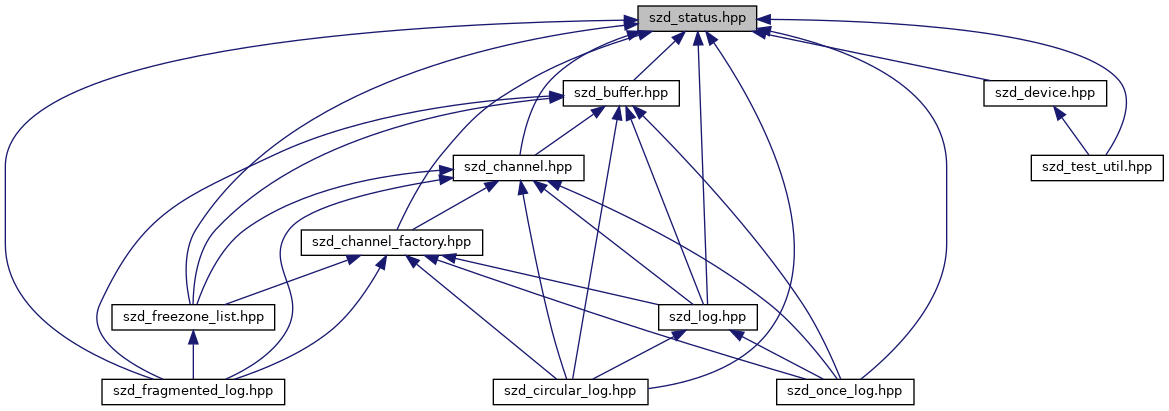 szd_status.hpp
szd_buffer.hpp
szd_device.hpp
szd_channel.hpp
szd_test_util.hpp
szd_channel_factory.hpp
szd_freezone_list.hpp
szd_log.hpp
szd_fragmented_log.hpp
szd_circular_log.hpp
szd_once_log.hpp